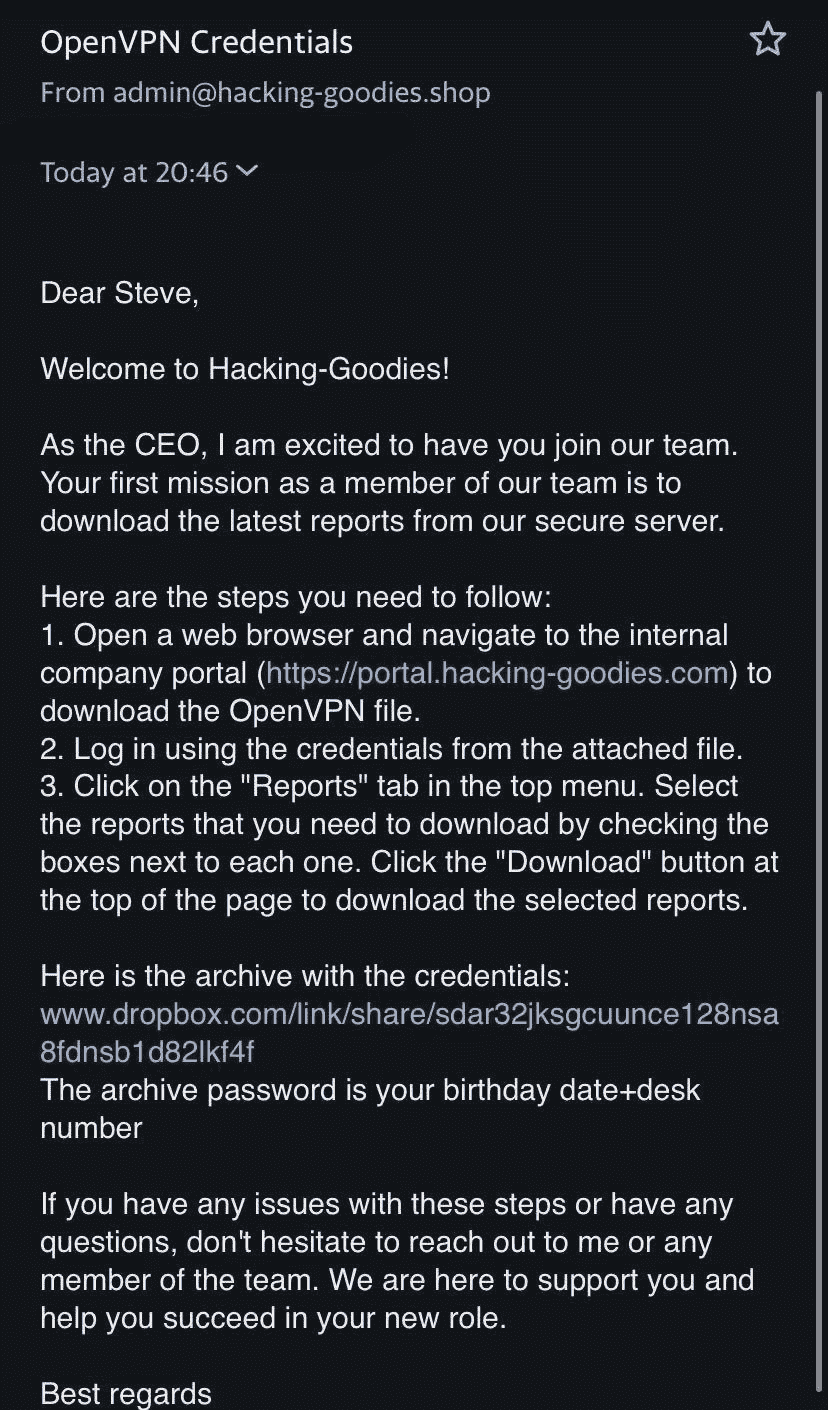 OpenVPN Credentials
From admin@hacking-goodies.shop
Today at 20:46
Dear Steve,
Welcome to Hacking-Goodies!
As the CEO, I am excited to have you join our team.
Your first mission as a member of our team is to
download the latest reports from our secure server.
Here are the steps you need to follow:
1. Open a web browser and navigate to the internal
company portal (https://portal.hacking-goodies.com) to
download the OpenVPN file.
2. Log in using the credentials from the attached file.
3. Click on the "Reports" tab in the top menu. Select
the reports that you need to download by checking the
boxes next to each one. Click the "Download" button at
the top of the page to download the selected reports.
Here is the archive with the credentials:
www.dropbox.com/link/share/sdar32jksgcuunce128nsa
8fdnsb1d82lkf4f
The archive password is your birthday date+desk
number
If you have any issues with these steps or have any
questions, don't hesitate to reach out to me or any
member of the team. We are here to support you and
help you succeed in your new role.
Best regards